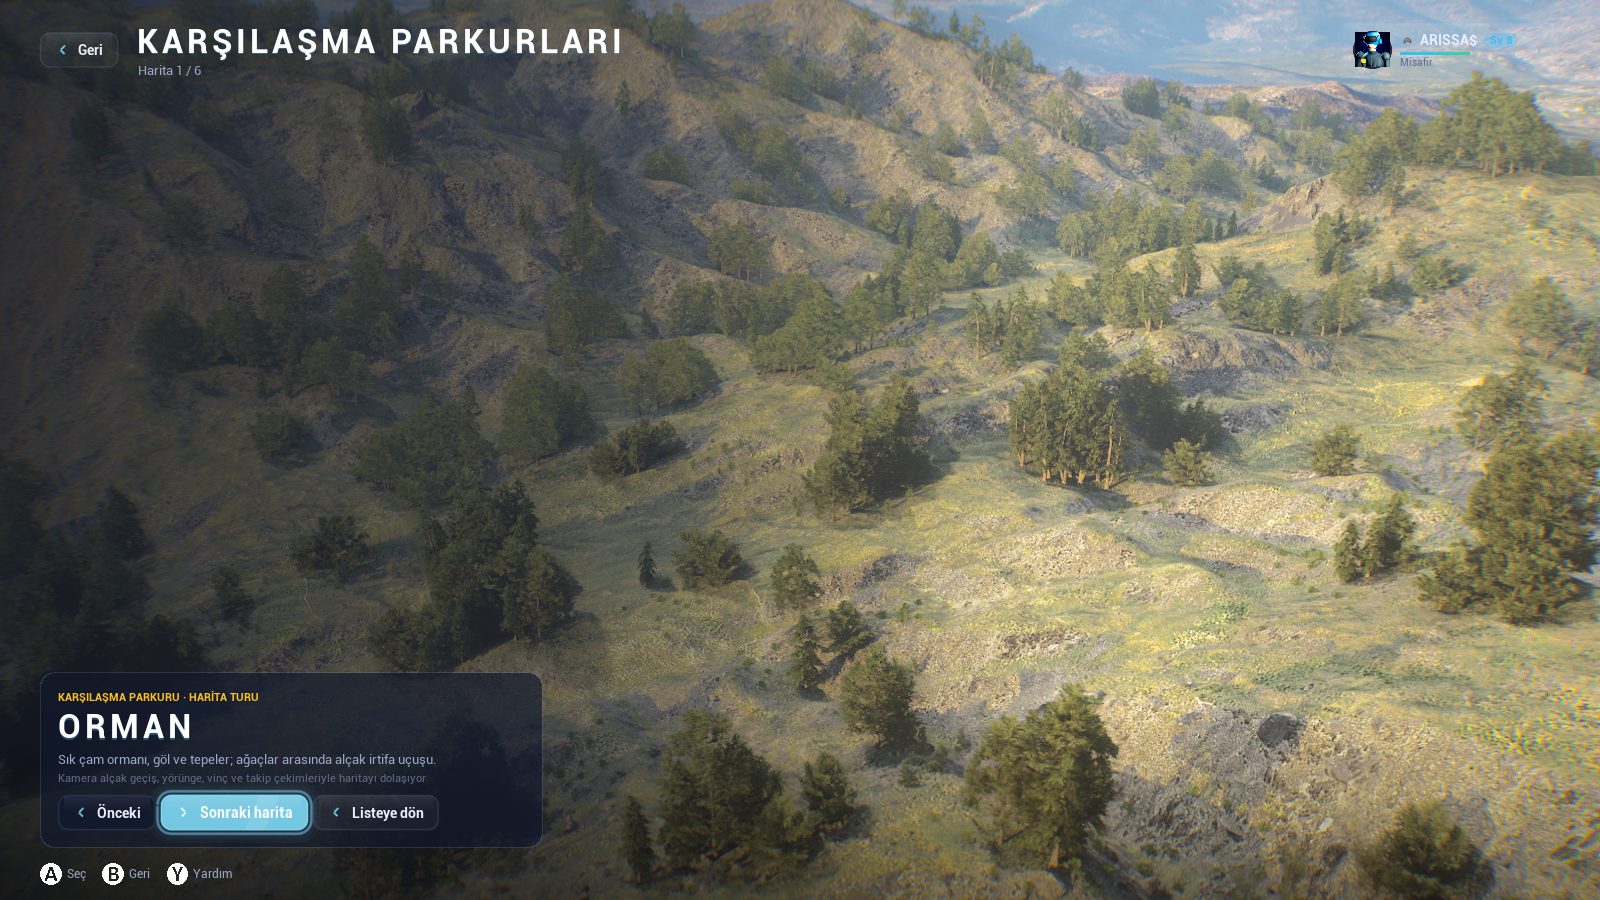 Geri
KARŞILAŞMA PARKURLARI
Harita 1 / 6
ARISSA$ Sv 8
Misafir
KARŞILAŞMA PARKURU · HARİTA TURU
ORMAN
Sık çam ormanı, göl ve tepeler; ağaçlar arasında alçak irtifa uçuşu.
Kamera alçak geçiş, yörünge, vinç ve takip çekimleriyle haritayı dolaşıyor
Önceki Sonraki harita Listeye dön
A Seç B Geri Y Yardım